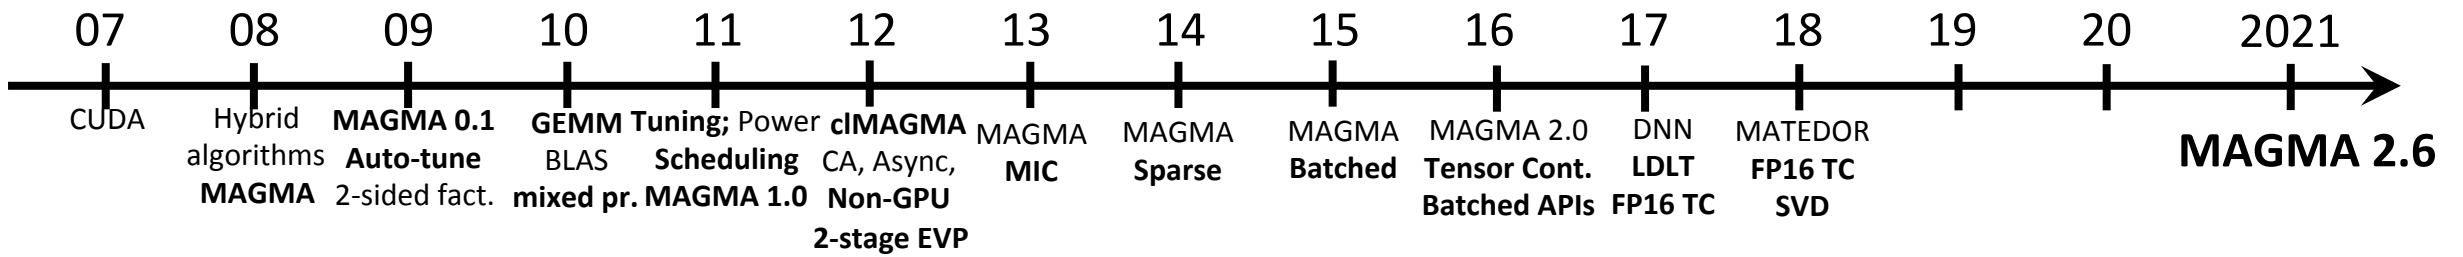 07 08 09 10 11 12 13 14 15 16 17 18 19 20 2021
CUDA
Hybrid
algorithms
MAGMA
MAGMA 0.1
Auto-tune
2-sided fact.
GEMM
BLAS
mixed pr.
Tuning; Power
Scheduling
MAGMA 1.0
clMAGMA
CA, Async,
Non-GPU
2-stage EVP
MAGMA
MIC
MAGMA
Sparse
MAGMA
Batched
MAGMA 2.0
Tensor Cont.
Batched APIs
DNN
LDLT
FP16 TC
MATEDOR
FP16 TC
SVD
MAGMA 2.6